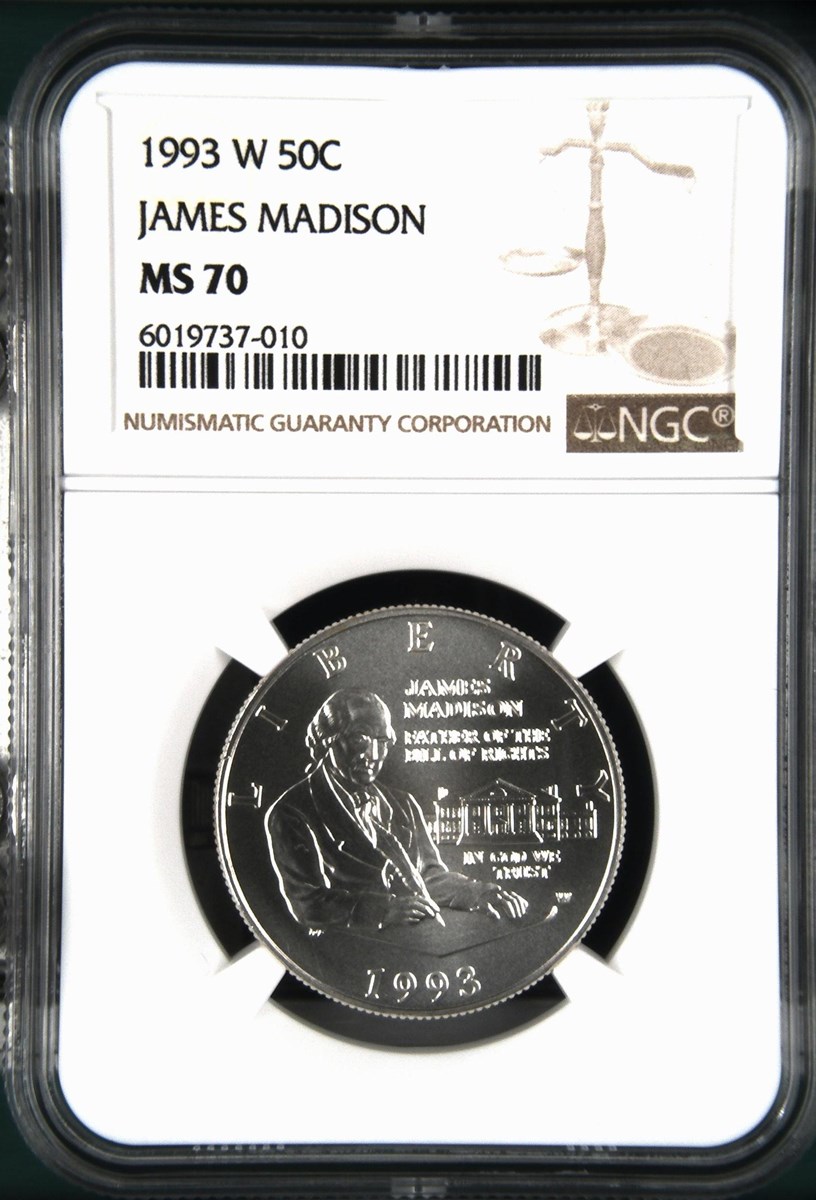 1993 W 50C
JAMES MADISON
MS 70
6019737-010
NUMISMATIC GUARANTY CORPORATION
NGC®
LIBERTY
JAMES
MADISON
FATHER OF THE
BILL OF RIGHTS
IN GOD WE
TRUST
W
1993